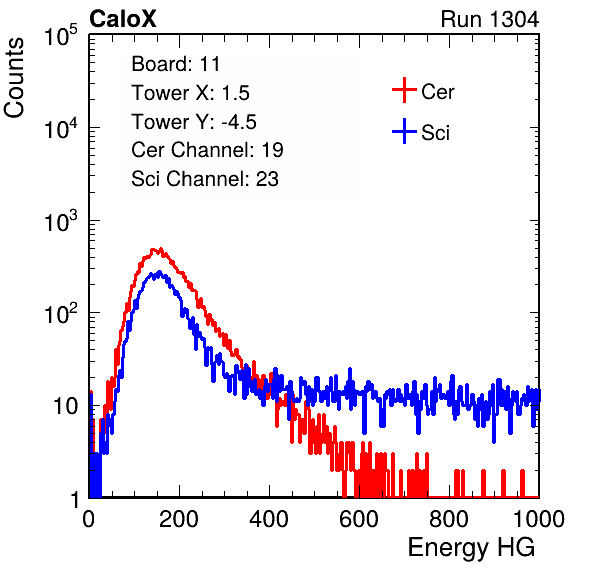 CaloX Run 1304
Counts
10^5
10^4
10^3
10^2
10
1
Board: 11
Tower X: 1.5
Tower Y: -4.5
Cer Channel: 19
Sci Channel: 23
Cer
Sci
0 200 400 600 800 1000
Energy HG